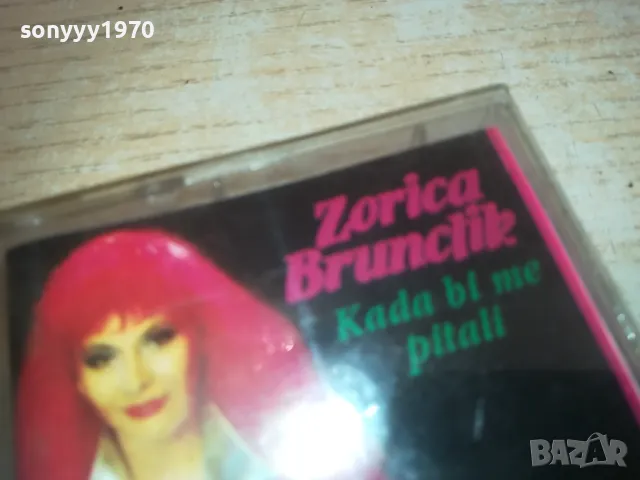 sonyyy1970
Zorica
Brunclik
Kada bi me
pitali
BAZAR